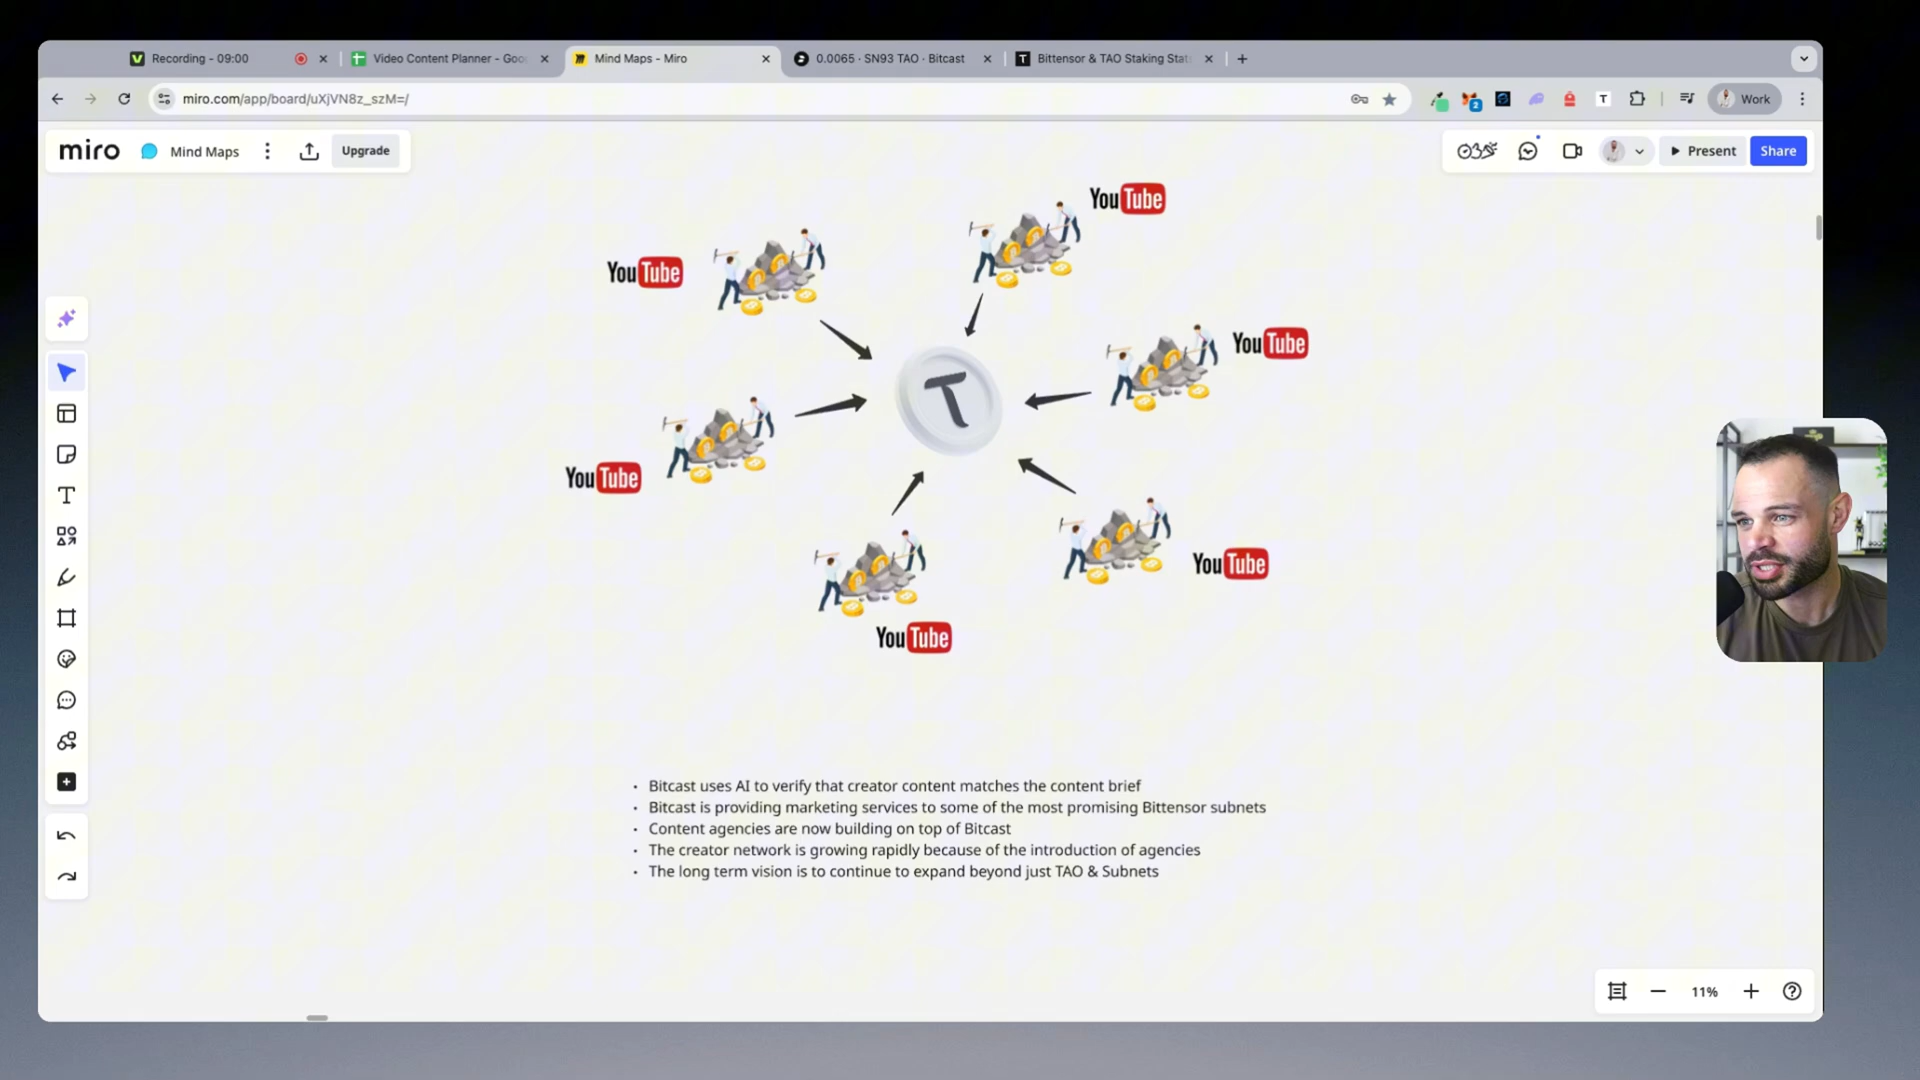 Recording - 09:00
Video Content Planner - Goo
Mind Maps - Miro
0.0065 · SN93 TAO · Bitcast
Bittensor & TAO Staking Stat
miro.com/app/board/uXjVN8z_szM=/
2
T
Work
miro
Mind Maps
Upgrade
Present
Share
YouTube
YouTube
YouTube
YouTube
YouTube
YouTube
• Bitcast uses AI to verify that creator content matches the content brief
• Bitcast is providing marketing services to some of the most promising Bittensor subnets
• Content agencies are now building on top of Bitcast
• The creator network is growing rapidly because of the introduction of agencies
• The long term vision is to continue to expand beyond just TAO & Subnets
11%